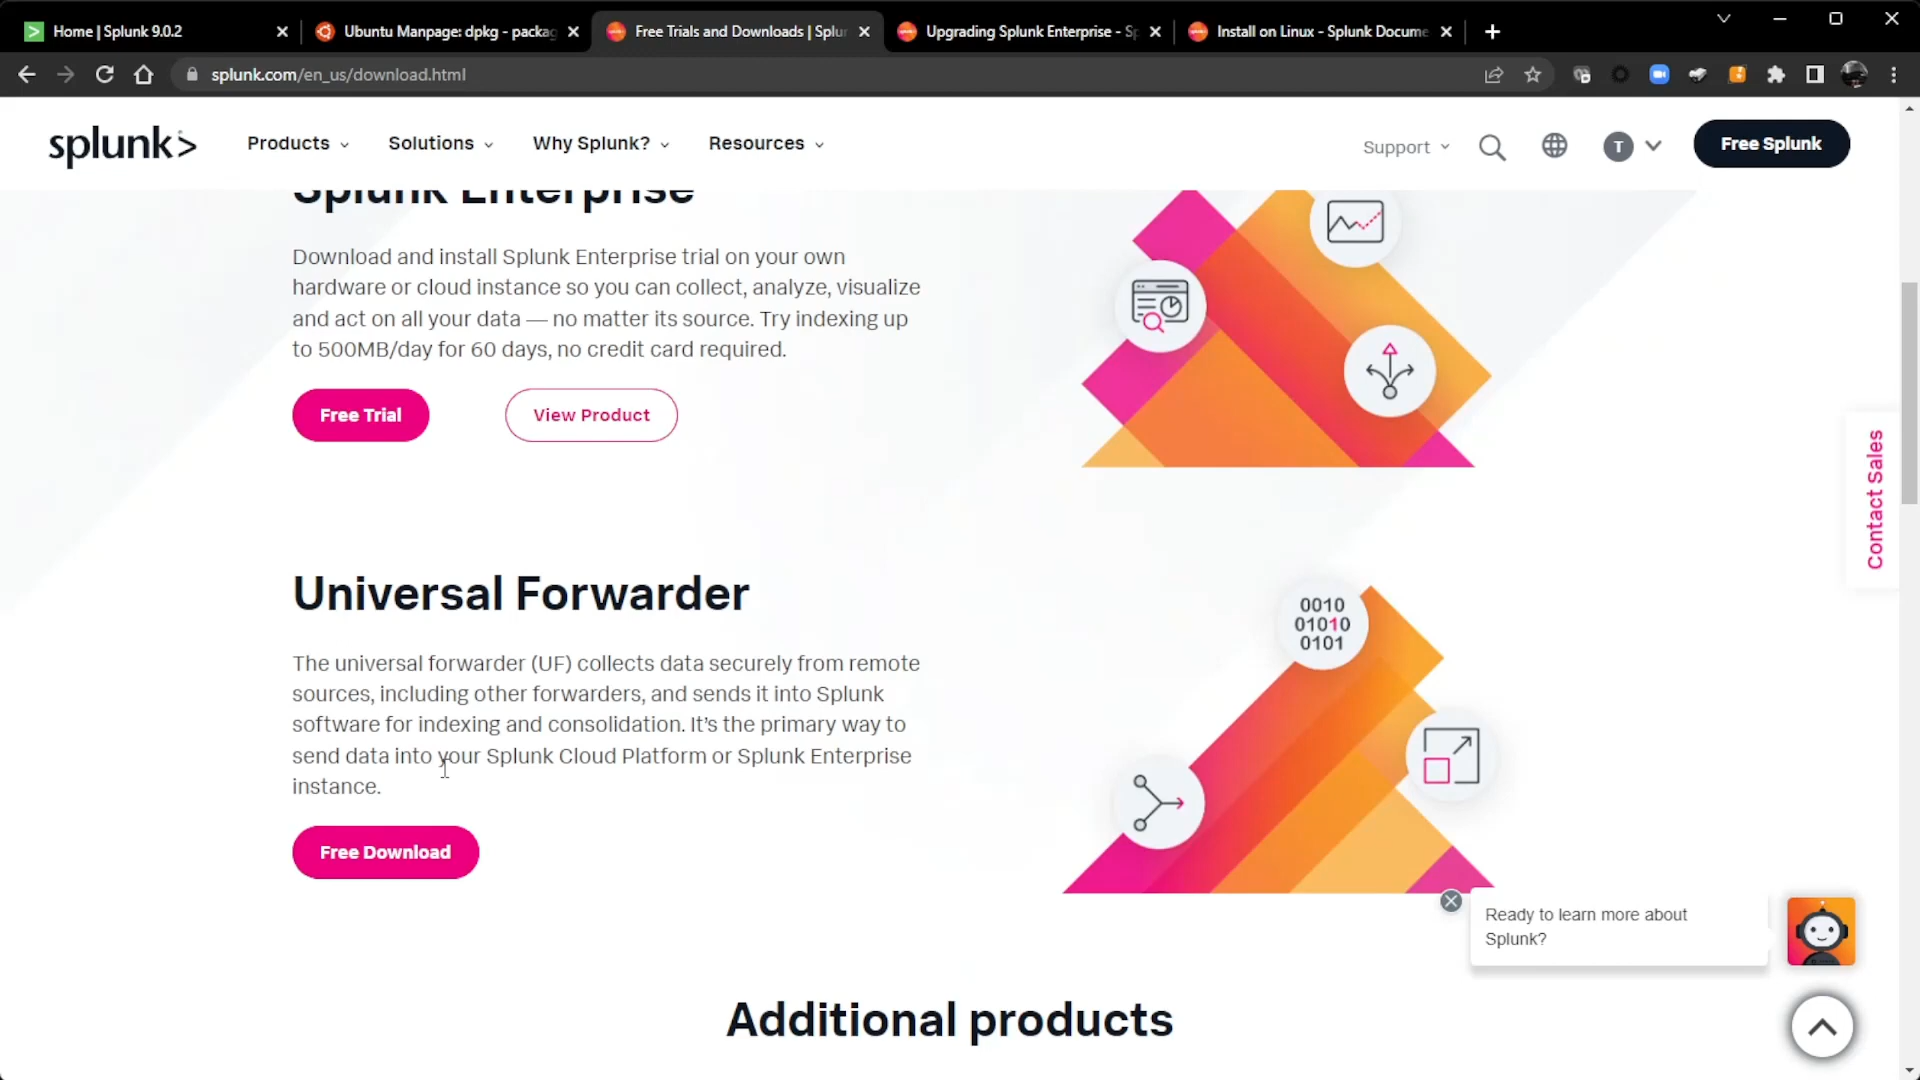 Home | Splunk 9.0.2
Ubuntu Manpage: dpkg - packag
Free Trials and Downloads | Splun
Upgrading Splunk Enterprise - Sp
Install on Linux - Splunk Docume
splunk.com/en_us/download.html
splunk>
Products
Solutions
Why Splunk?
Resources
Support
T
Free Splunk
Splunk Enterprise
Download and install Splunk Enterprise trial on your own
hardware or cloud instance so you can collect, analyze, visualize
and act on all your data — no matter its source. Try indexing up
to 500MB/day for 60 days, no credit card required.
Free Trial
View Product
Contact Sales
Universal Forwarder
The universal forwarder (UF) collects data securely from remote
sources, including other forwarders, and sends it into Splunk
software for indexing and consolidation. It’s the primary way to
send data into your Splunk Cloud Platform or Splunk Enterprise
instance.
Free Download
0010
01010
0101
Ready to learn more about
Splunk?
Additional products